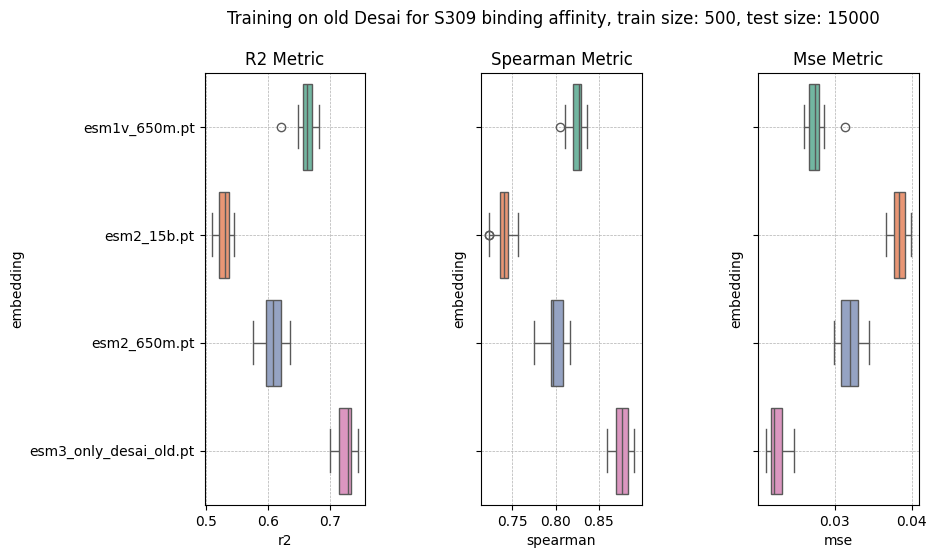 Training on old Desai for S309 binding affinity, train size: 500, test size: 15000
R2 Metric
Spearman Metric
Mse Metric
embedding
esm1v_650m.pt
esm2_15b.pt
esm2_650m.pt
esm3_only_desai_old.pt
0.5 0.6 0.7
r2
embedding
0.75 0.80 0.85
spearman
embedding
0.03 0.04
mse